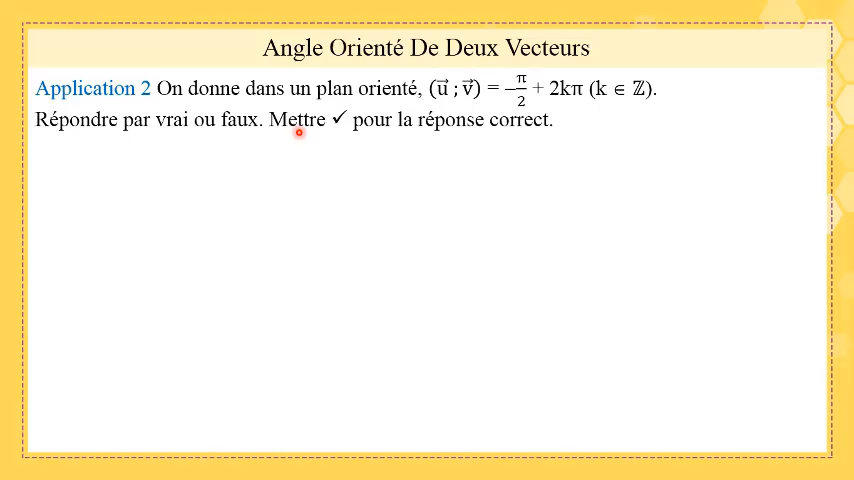 Angle Orienté De Deux Vecteurs
Application 2 On donne dans un plan orienté, (u⃗ ; v⃗) = –π/2 + 2kπ (k ∈ ℤ).
Répondre par vrai ou faux. Mettre ✓ pour la réponse correct.